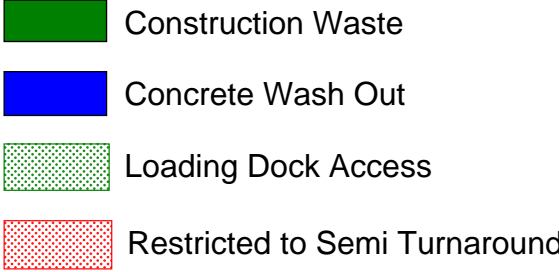 Construction Waste
Concrete Wash Out
Loading Dock Access
Restricted to Semi Turnaround